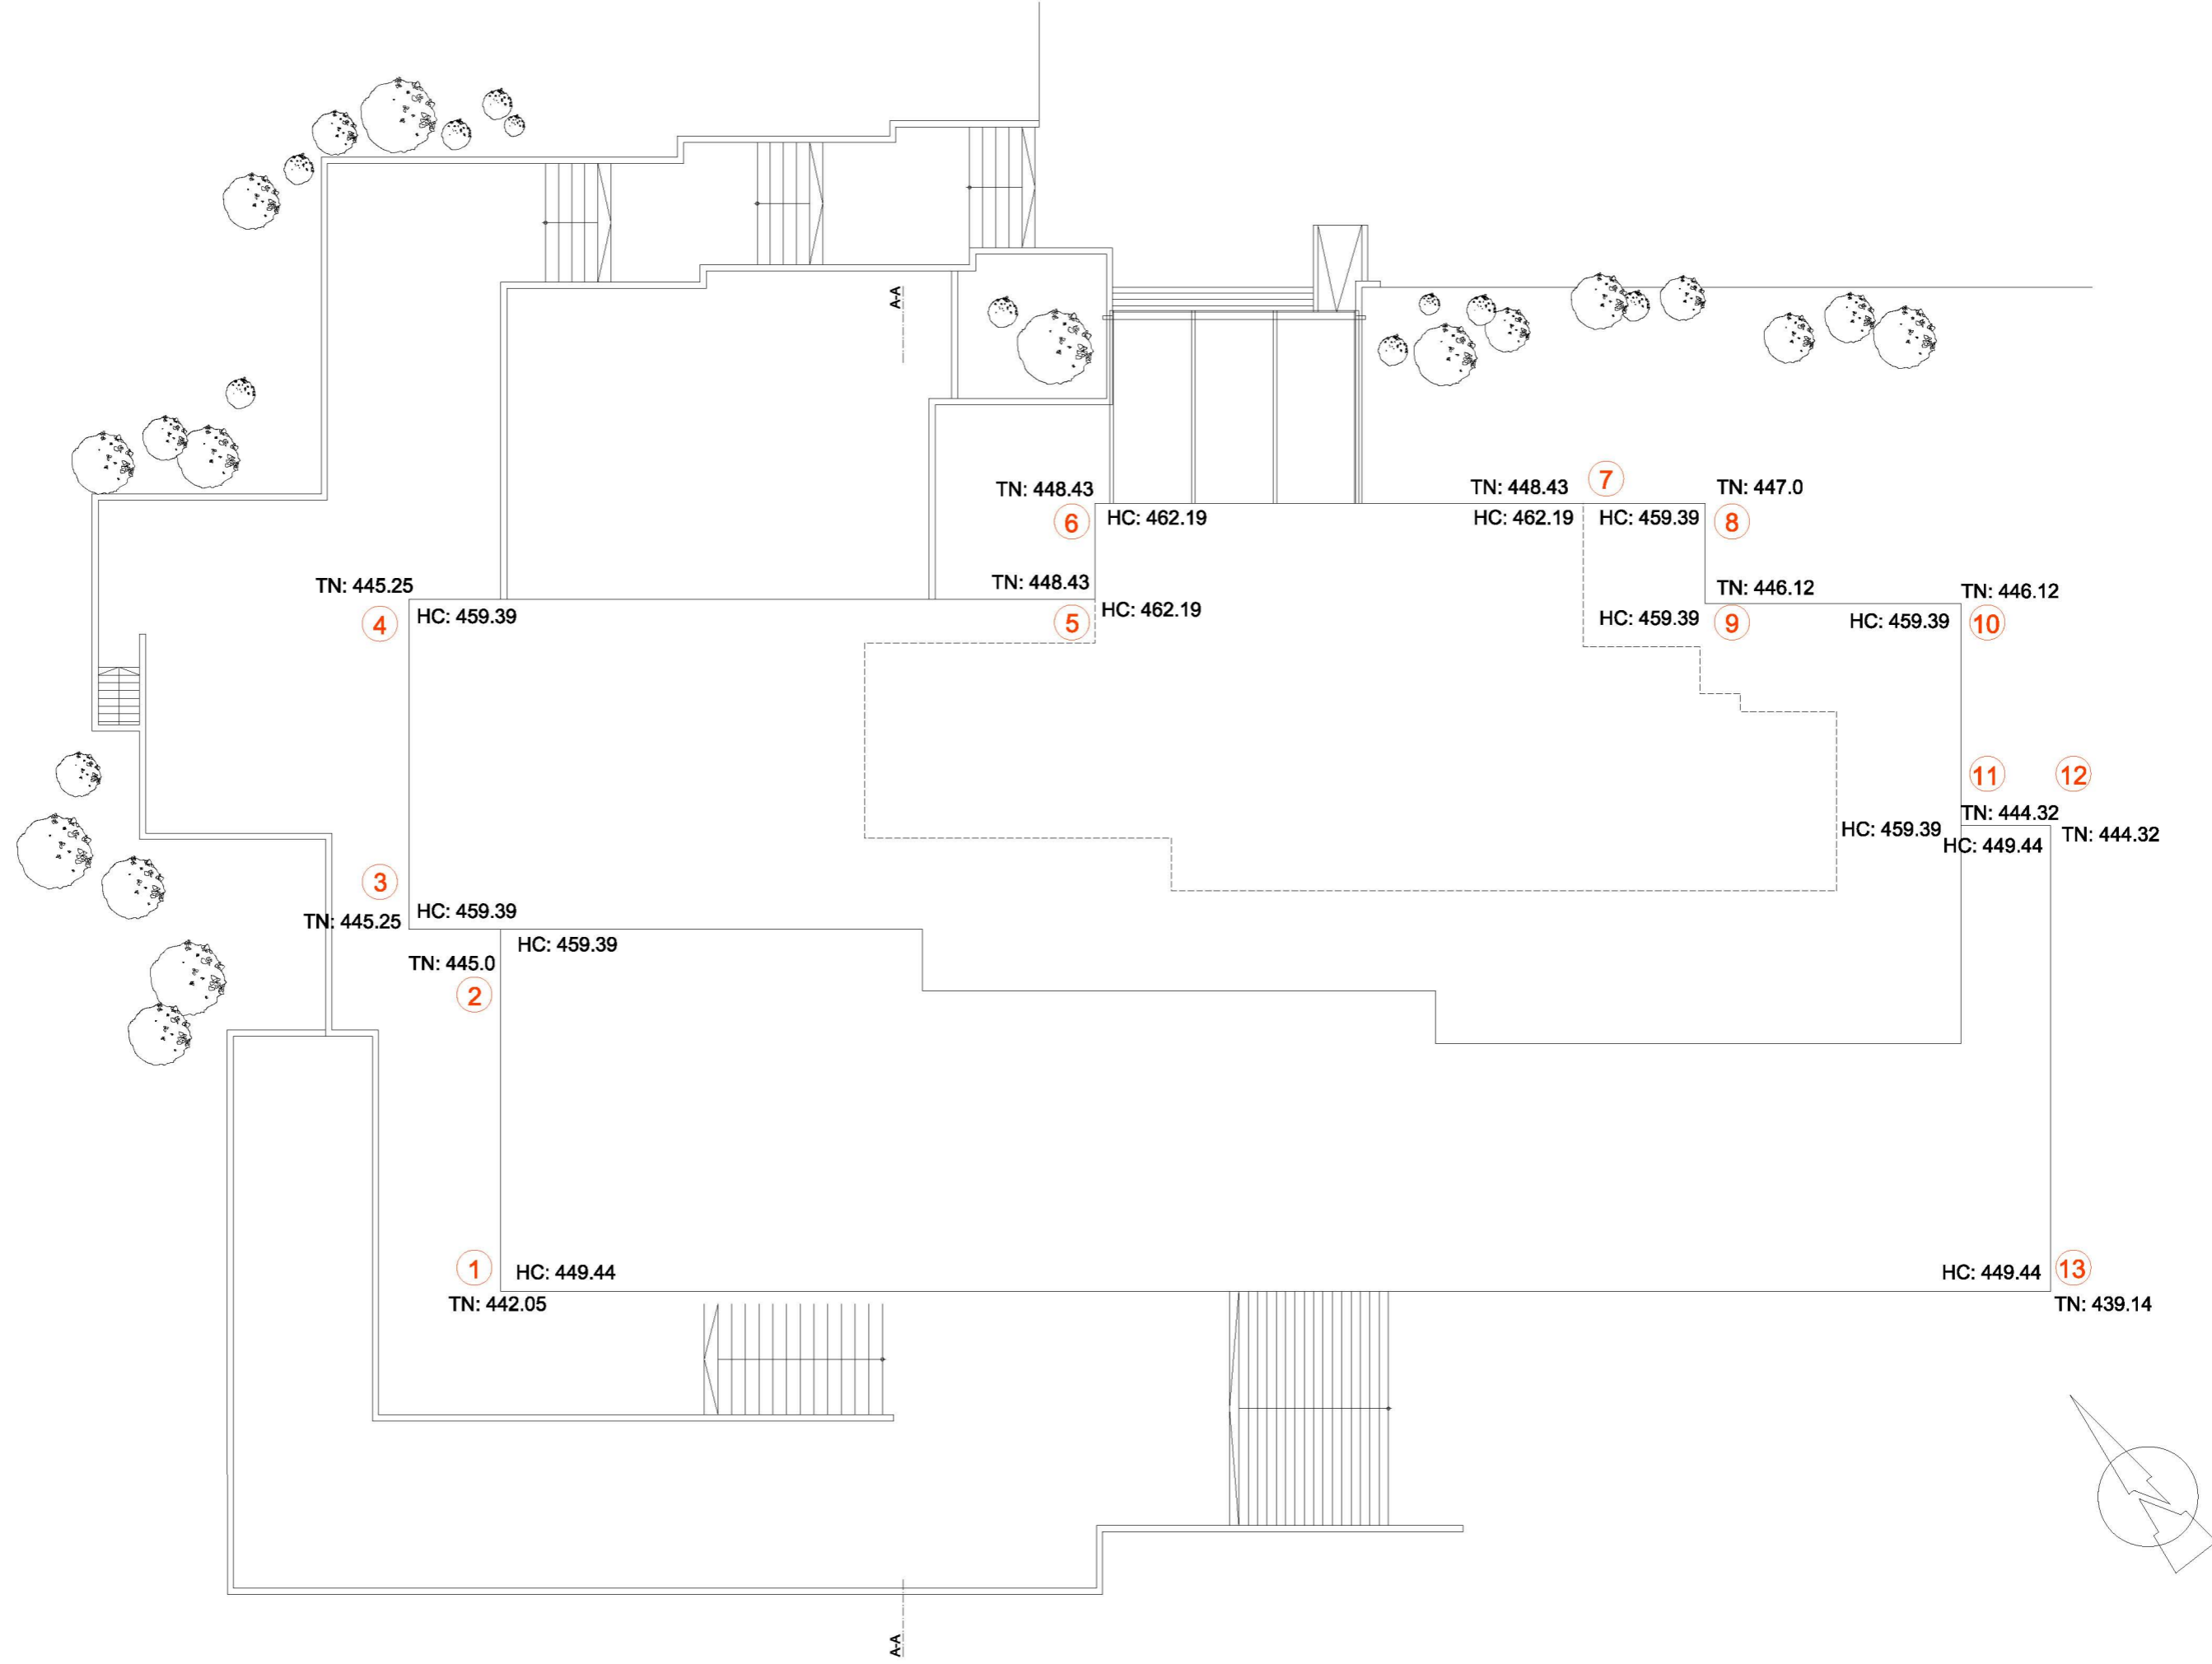 A-A
TN: 448.43
TN: 448.43
7
TN: 447.0
6
HC: 462.19
HC: 462.19
HC: 459.39
8
TN: 445.25
TN: 448.43
TN: 446.12
TN: 446.12
4
HC: 459.39
5
HC: 462.19
HC: 459.39
9
HC: 459.39
10
11
12
TN: 444.32
HC: 459.39
TN: 444.32
HC: 449.44
3
TN: 445.25
HC: 459.39
HC: 459.39
TN: 445.0
2
1
HC: 449.44
HC: 449.44
13
TN: 442.05
TN: 439.14
A-A